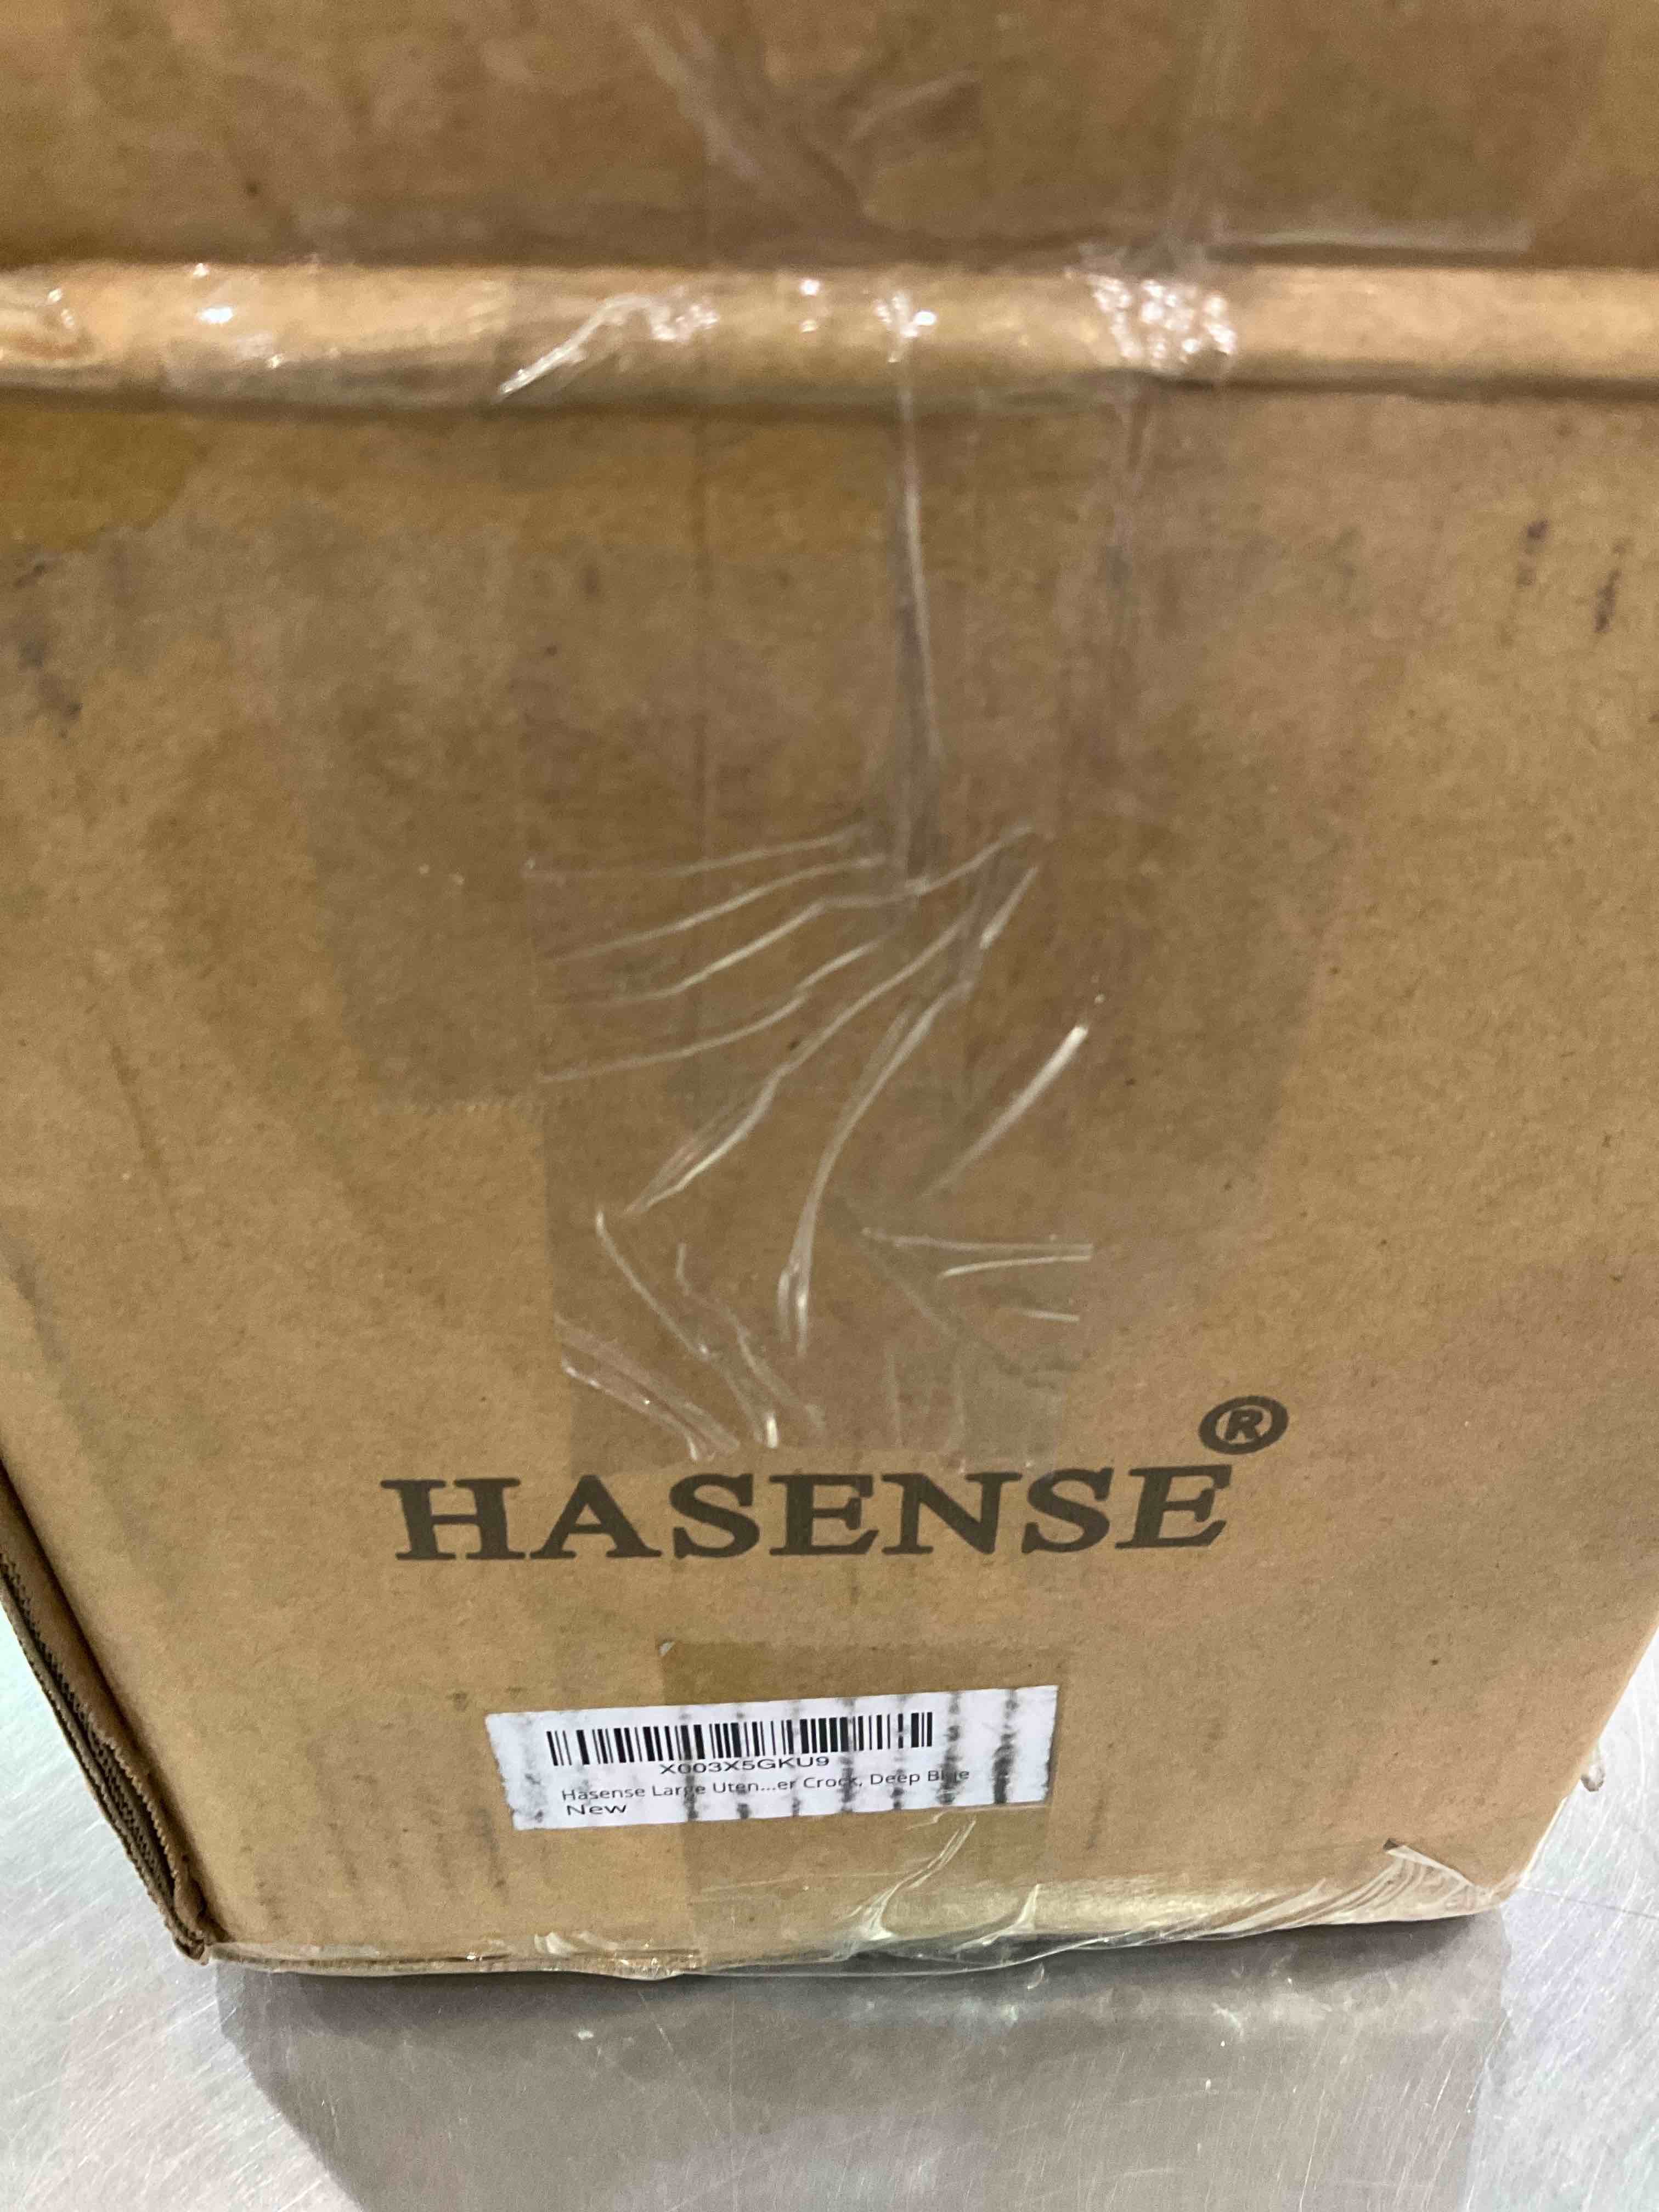 HASENSE®
X003X5GKU9
Hasense Large Uten...er Crock, Deep Blue
New